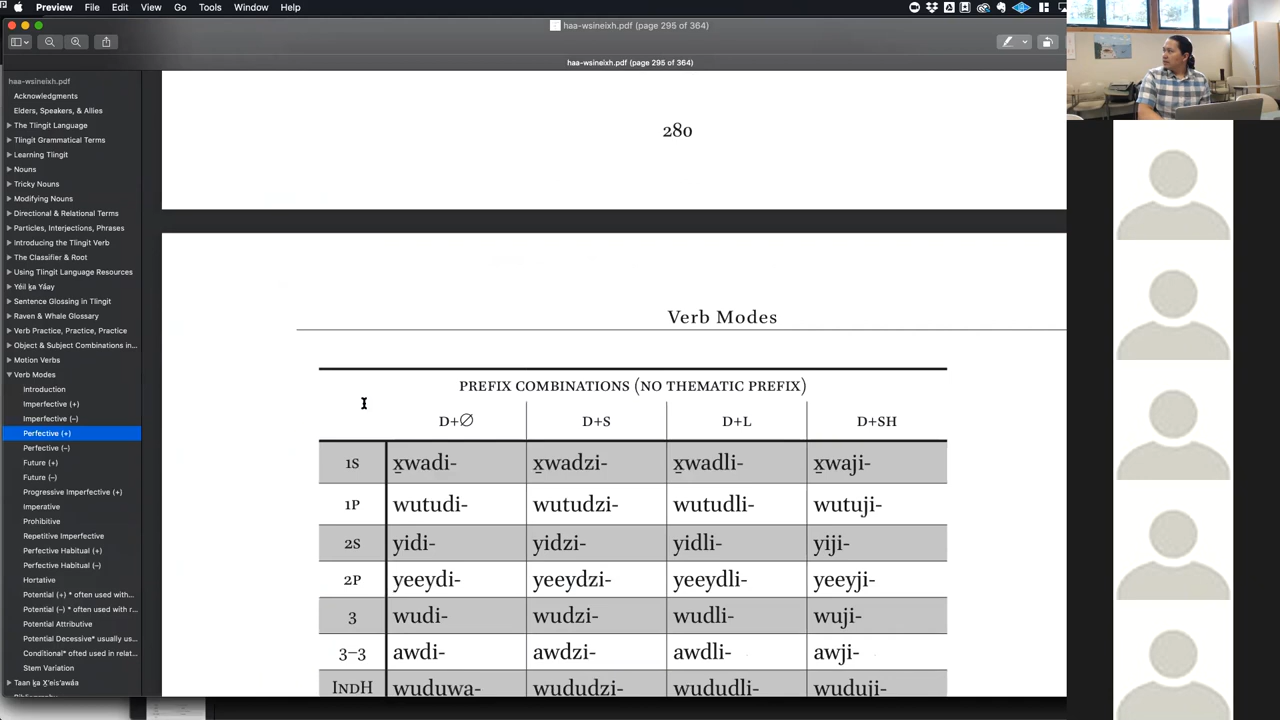 Preview File Edit View Go Tools Window Help
haa-wsineixh.pdf (page 295 of 364)
haa-wsineixh.pdf (page 295 of 364)
haa-wsineixh.pdf
Acknowledgments
Elders, Speakers, & Allies
The Tlingit Language
Tlingit Grammatical Terms
Learning Tlingit
Nouns
Tricky Nouns
Modifying Nouns
Directional & Relational Terms
Particles, Interjections, Phrases
Introducing the Tlingit Verb
The Classifier & Root
Using Tlingit Language Resources
Yéil ḵa Yáay
Sentence Glossing in Tlingit
Raven & Whale Glossary
Verb Practice, Practice, Practice
Object & Subject Combinations in...
Motion Verbs
Verb Modes
Introduction
Imperfective (+)
Imperfective (–)
Perfective (+)
Perfective (–)
Future (+)
Future (–)
Progressive Imperfective (+)
Imperative
Prohibitive
Repetitive Imperfective
Perfective Habitual (+)
Perfective Habitual (–)
Hortative
Potential (+) * often used with...
Potential (–) * often used with r...
Potential Attributive
Potential Decessive* usually us...
Conditional* often used in relat...
Stem Variation
Taan ḵa X̱'eis'awáa
280
Verb Modes
PREFIX COMBINATIONS (NO THEMATIC PREFIX)
D+∅ D+S D+L D+SH
1S x̱wadi- x̱wadzi- x̱wadli- x̱waji-
1P wutudi- wutudzi- wutudli- wutuji-
2S yidi- yidzi- yidli- yiji-
2P yeeydi- yeeydzi- yeeydli- yeeyji-
3 wudi- wudzi- wudli- wuji-
3–3 awdi- awdzi- awdli- awji-
INDH wuduwa- wududzi- wududli- wuduji-